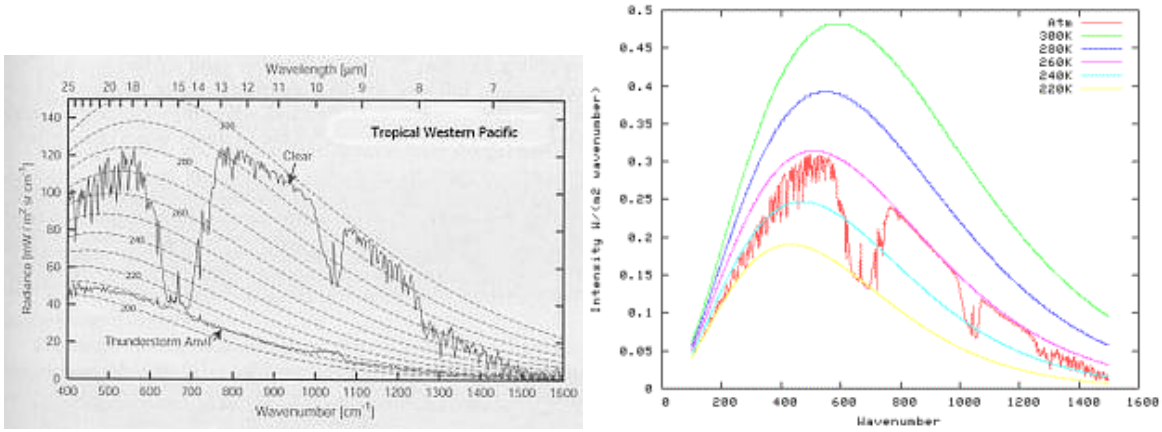 Wavelength [μm]
25 20 18 15 14 13 12 11 10 9 8 7
140
120
100
80
60
40
20
0
Radiance [mW / m² sr cm⁻¹]
Tropical Western Pacific
300
280
260
240
220
200
Clear
Thunderstorm Anvil
400 500 600 700 800 900 1000 1100 1200 1300 1400 1500 1600
Wavenumber [cm⁻¹]
0.5
0.45
0.4
0.35
0.3
0.25
0.2
0.15
0.1
0.05
0
Intensity W/(m2 wavenumber)
Atm
300K
280K
260K
240K
220K
0 200 400 600 800 1000 1200 1400 1600
Wavenumber